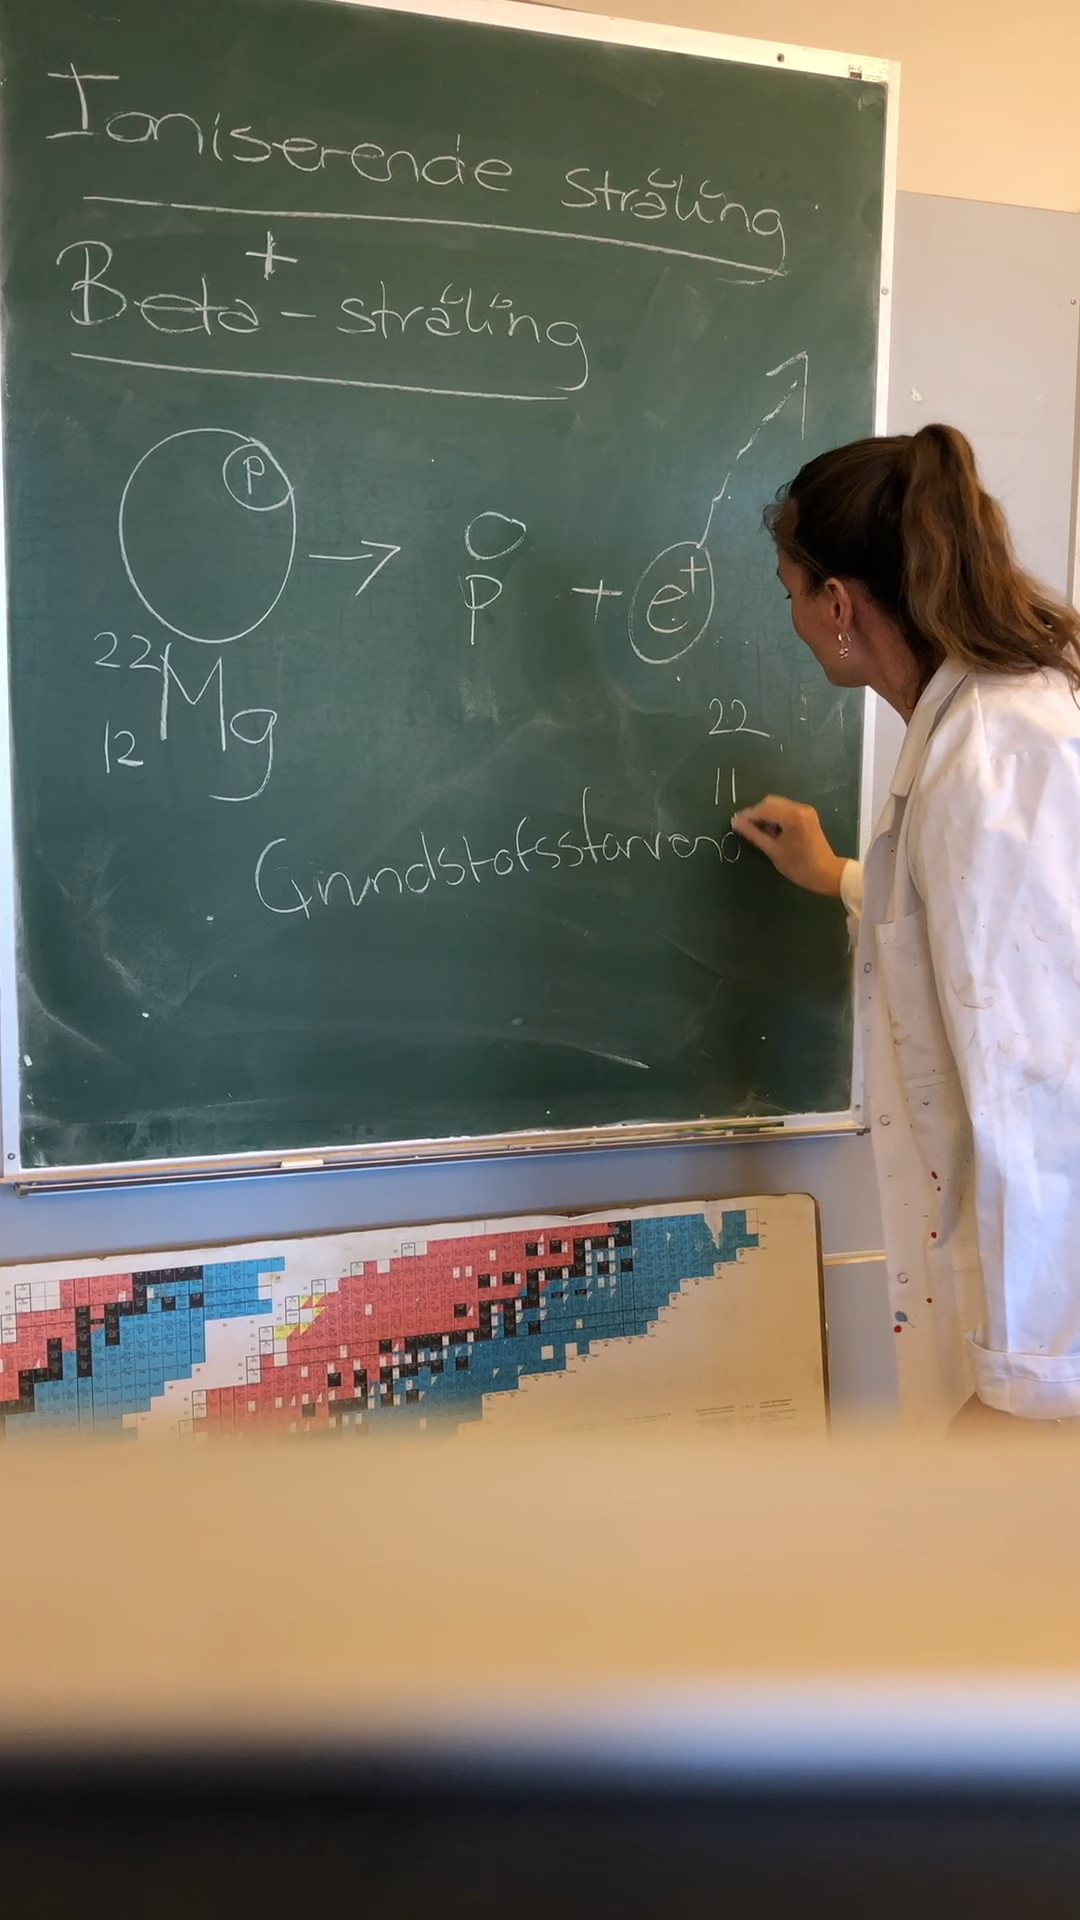 Ioniserende stråling
+
Beta-stråling
P
O
P + e+
22
12 Mg
22
11
Grundstofsforvand